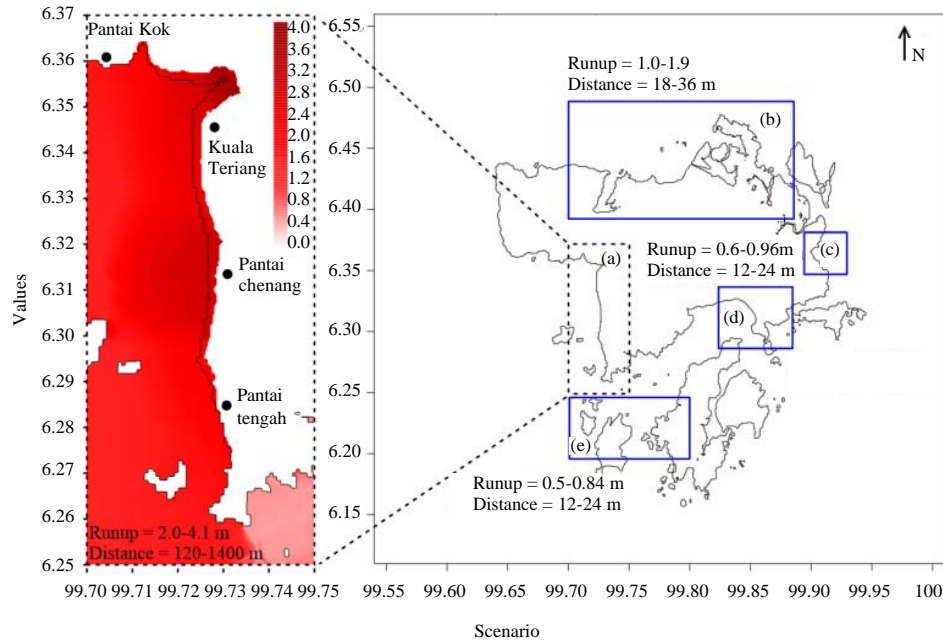 6.37
6.36
6.35
6.34
6.33
6.32
6.31
6.30
6.29
6.28
6.27
6.26
6.25
Values
Pantai Kok
4.0
3.6
3.2
2.8
2.4
2.0
1.6
1.2
0.8
0.4
0.0
Kuala
Teriang
Pantai
chenang
Pantai
tengah
Runup = 2.0-4.1 m
Distance = 120-1400 m
99.70 99.71 99.72 99.73 99.74 99.75
6.56
6.50
6.45
6.40
6.35
6.30
6.25
6.20
6.15
N
Runup = 1.0-1.9
Distance = 18-36 m
(b)
(a)
Runup = 0.6-0.96m
Distance = 12-24 m
(c)
(d)
(e)
Runup = 0.5-0.84 m
Distance = 12-24 m
99.55 99.60 99.65 99.70 99.75 99.80 99.85 99.90 99.95 100
Scenario